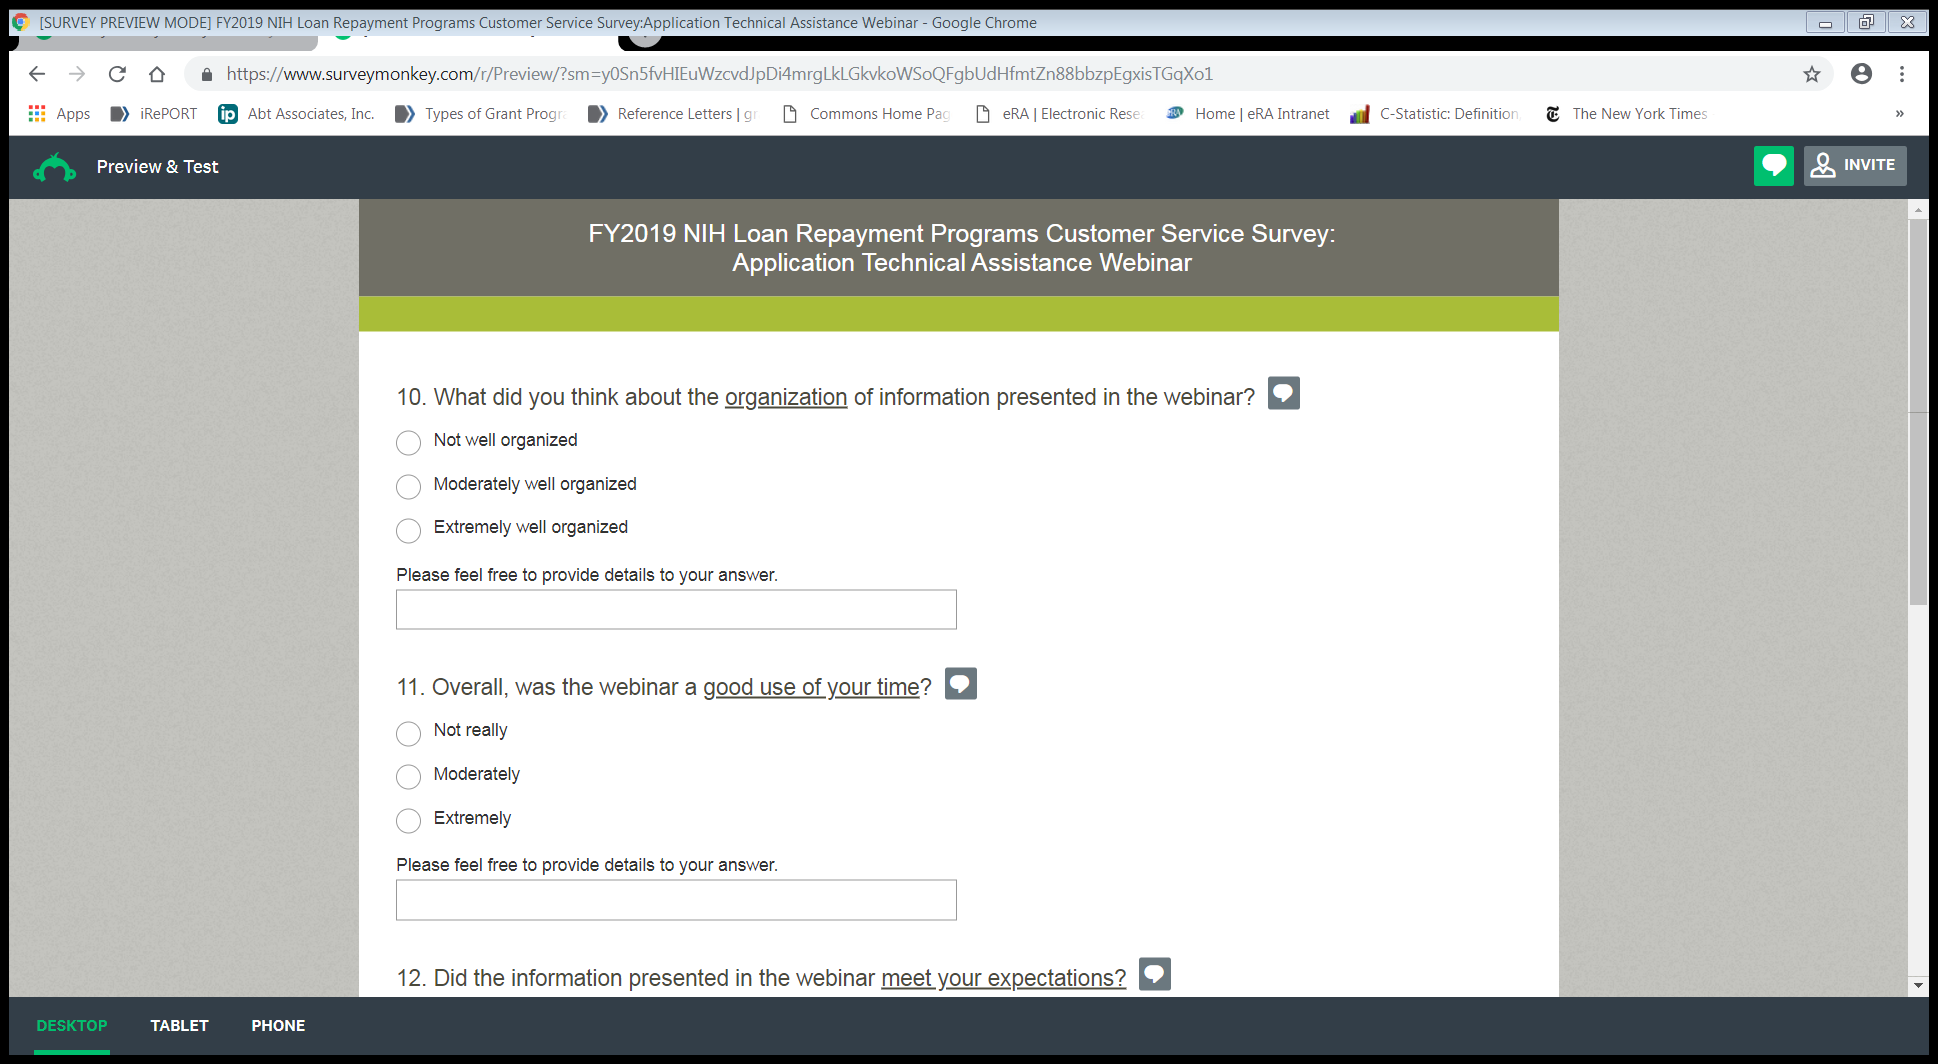 [SURVEY PREVIEW MODE] FY2019 NIH Loan Repayment Programs Customer Service Survey:Application Technical Assistance Webinar - Google Chrome
https://www.surveymonkey.com/r/Preview/?sm=y0Sn5fvHIEuWzcvdJpDi4mrgLkLGkvkoWSoQFgbUdHfmtZn88bbzpEgxisTGqXo1
Apps iREPORT ip Abt Associates, Inc. Types of Grant Progr Reference Letters | gr Commons Home Pag eRA | Electronic Rese Home | eRA Intranet C-Statistic: Definition, The New York Times »
Preview & Test INVITE
FY2019 NIH Loan Repayment Programs Customer Service Survey:
Application Technical Assistance Webinar
10. What did you think about the organization of information presented in the webinar?
Not well organized
Moderately well organized
Extremely well organized
Please feel free to provide details to your answer.
11. Overall, was the webinar a good use of your time?
Not really
Moderately
Extremely
Please feel free to provide details to your answer.
12. Did the information presented in the webinar meet your expectations?
DESKTOP TABLET PHONE